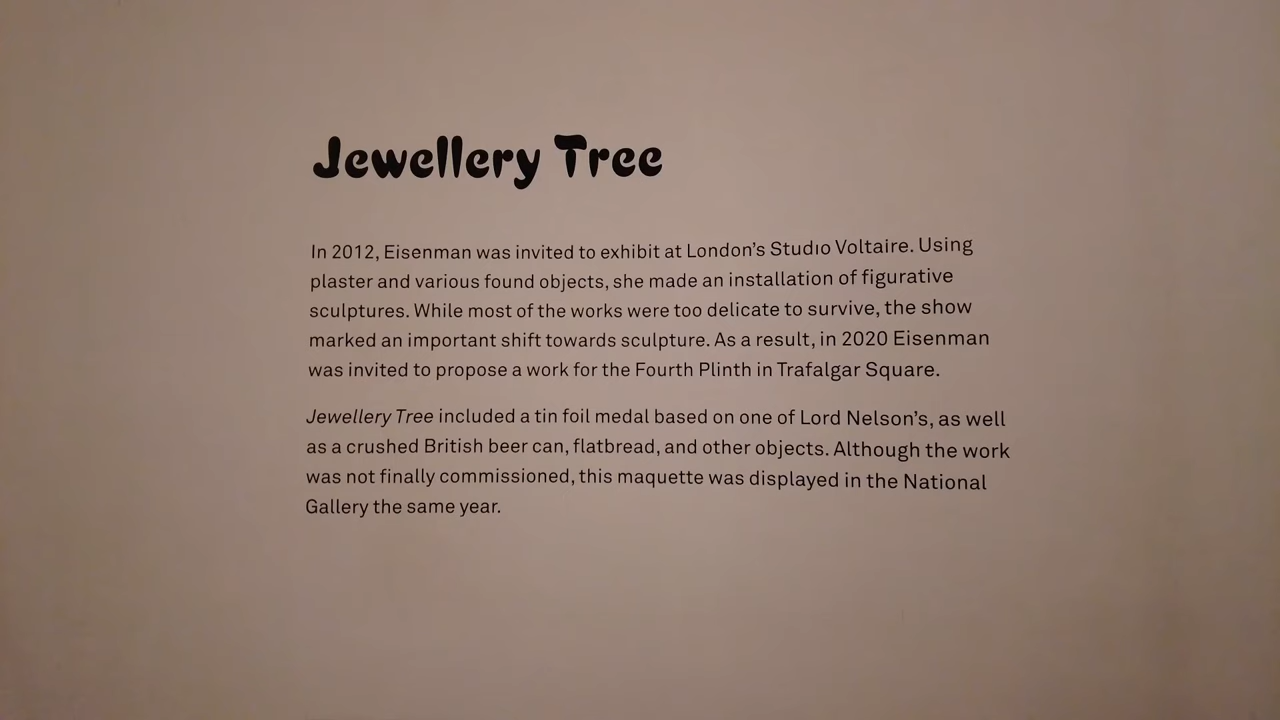 Jewellery Tree
In 2012, Eisenman was invited to exhibit at London's Studio Voltaire. Using
plaster and various found objects, she made an installation of figurative
sculptures. While most of the works were too delicate to survive, the show
marked an important shift towards sculpture. As a result, in 2020 Eisenman
was invited to propose a work for the Fourth Plinth in Trafalgar Square.
Jewellery Tree included a tin foil medal based on one of Lord Nelson's, as well
as a crushed British beer can, flatbread, and other objects. Although the work
was not finally commissioned, this maquette was displayed in the National
Gallery the same year.